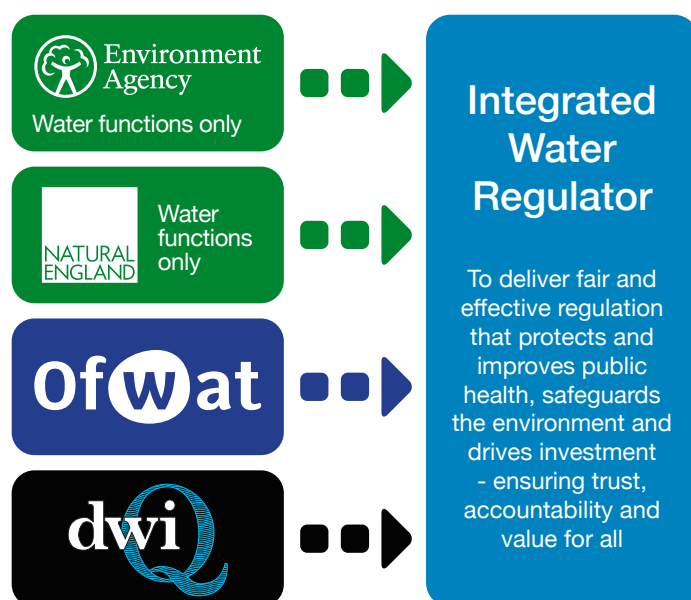 Environment
Agency
Water functions only
NATURAL
ENGLAND
Water
functions
only
Ofwat
dwi
Q
Integrated
Water
Regulator
To deliver fair and
effective regulation
that protects and
improves public
health, safeguards
the environment and
drives investment
- ensuring trust,
accountability and
value for all